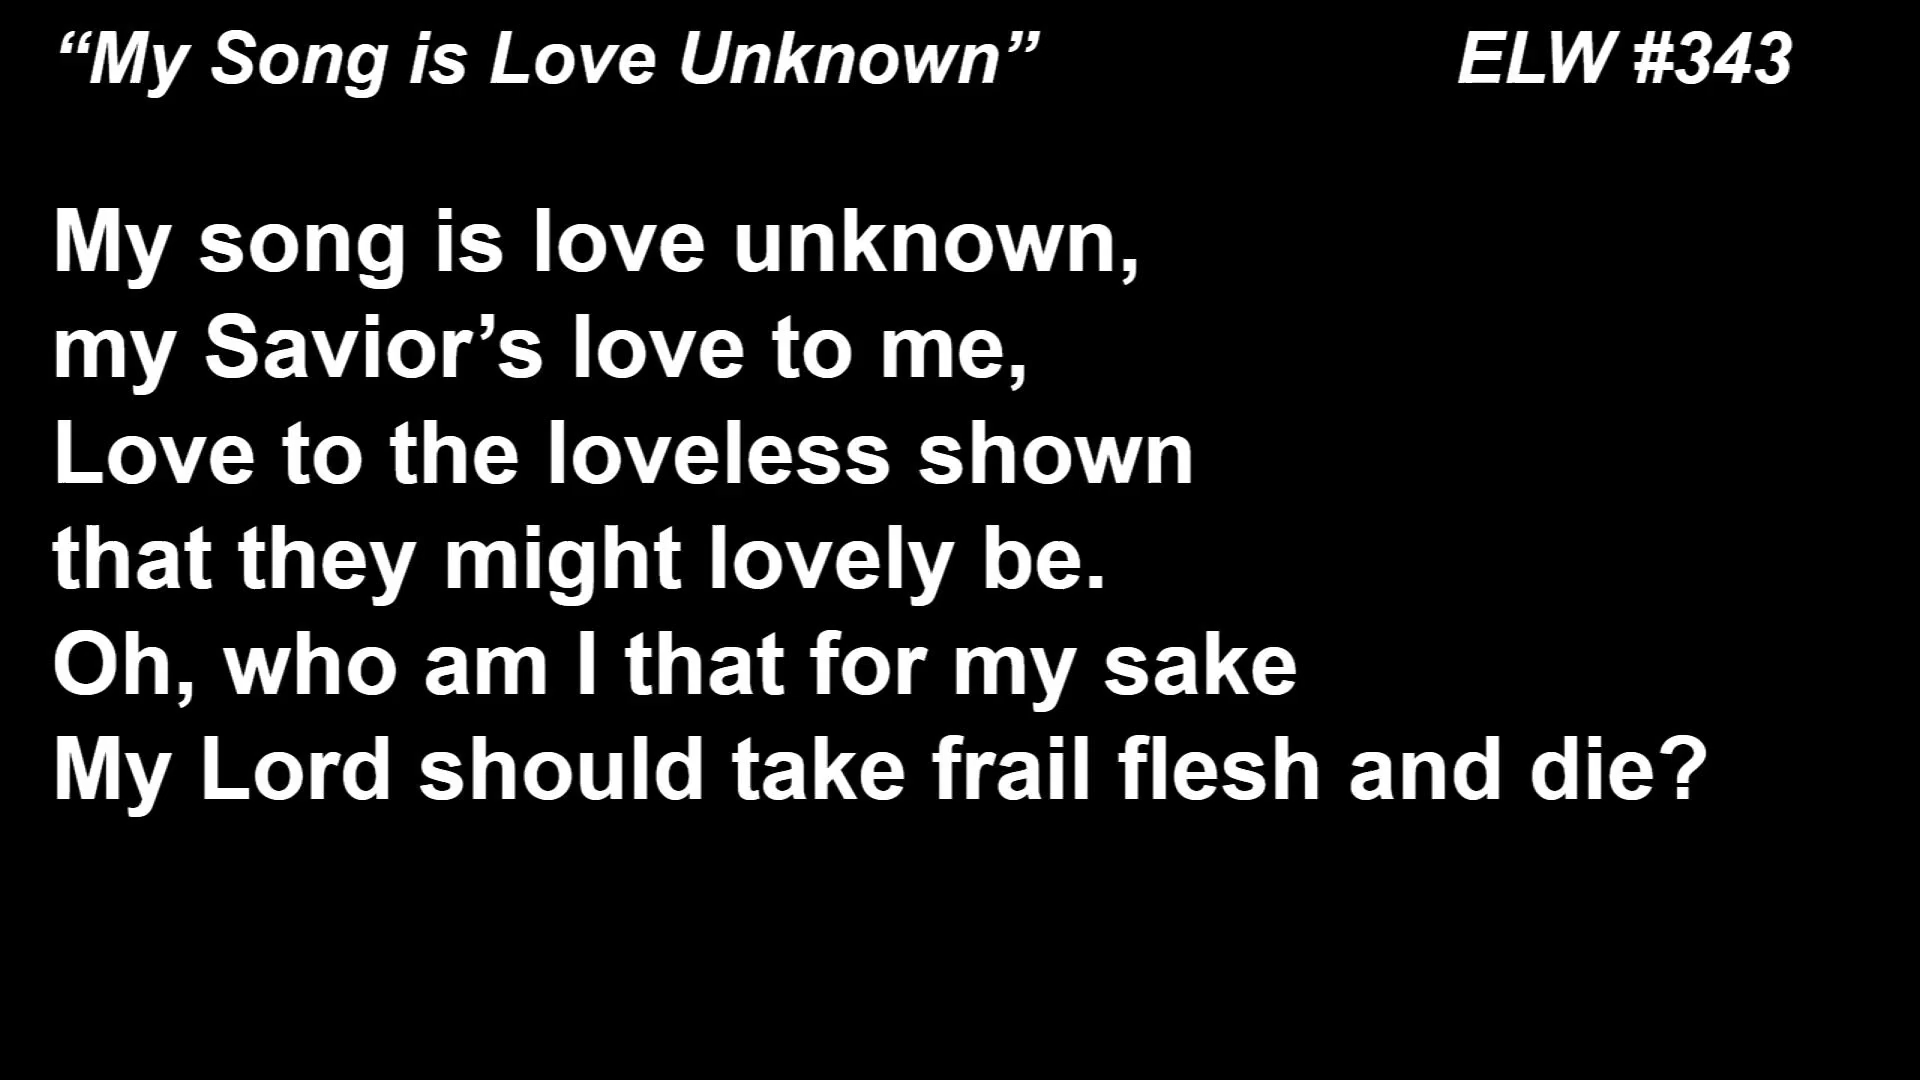 “My Song is Love Unknown” ELW #343
My song is love unknown,
my Savior’s love to me,
Love to the loveless shown
that they might lovely be.
Oh, who am I that for my sake
My Lord should take frail flesh and die?